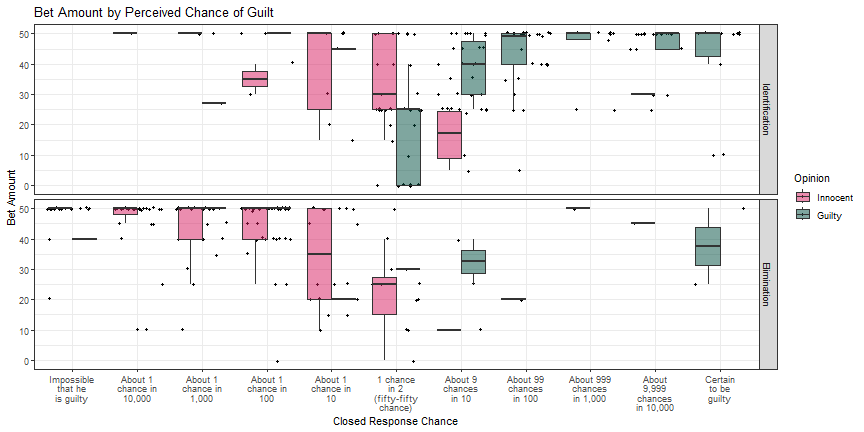 Bet Amount by Perceived Chance of Guilt
Bet Amount
50
40
30
20
10
0
Identification
50
40
30
20
10
0
Elimination
Impossible
that he
is guilty
About 1
chance in
10,000
About 1
chance in
1,000
About 1
chance in
100
About 1
chance in
10
1 chance
in 2
(fifty-fifty
chance)
About 9
chances
in 10
About 99
chances
in 100
About 999
chances
in 1,000
About
9,999
chances
in 10,000
Certain
to be
guilty
Closed Response Chance
Opinion
Innocent
Guilty